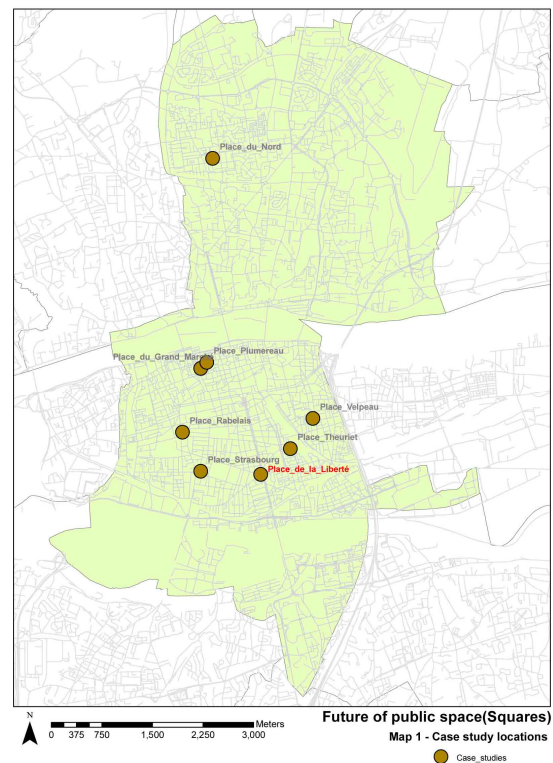 Place_du_Nord
Place_Plumereau
Place_du_Grand_Marché
Place_Velpeau
Place_Rabelais
Place_Theuriet
Place_Strasbourg
Place_de_la_Liberté
N
0 375 750 1,500 2,250 3,000 Meters
Future of public space(Squares)
Map 1 - Case study locations
Case_studies